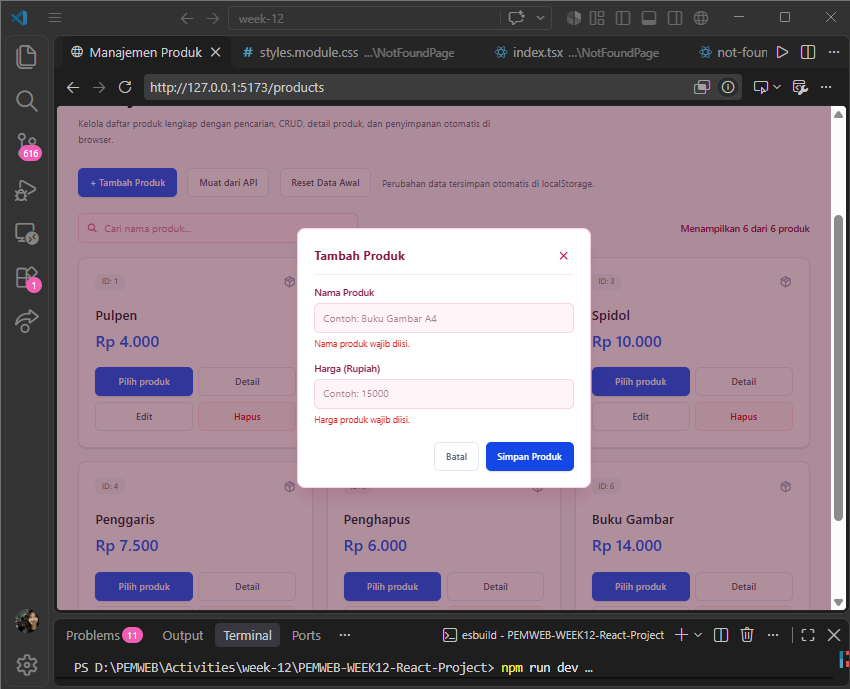 week-12
Manajemen Produk
styles.module.css ...\NotFoundPage
index.tsx ...\NotFoundPage
not-foun
http://127.0.0.1:5173/products
Kelola daftar produk lengkap dengan pencarian, CRUD, detail produk, dan penyimpanan otomatis di
browser.
+ Tambah Produk
Muat dari API
Reset Data Awal
Perubahan data tersimpan otomatis di localStorage.
Cari nama produk...
Menampilkan 6 dari 6 produk
616
1
Tambah Produk
Nama Produk
Contoh: Buku Gambar A4
Nama produk wajib diisi.
Harga (Rupiah)
Contoh: 15000
Harga produk wajib diisi.
Batal
Simpan Produk
ID: 1
Pulpen
Rp 4.000
Pilih produk
Detail
Edit
Hapus
ID: 3
Spidol
Rp 10.000
Pilih produk
Detail
Edit
Hapus
ID: 4
Penggaris
Rp 7.500
Pilih produk
Detail
Penghapus
Rp 6.000
Pilih produk
Detail
ID: 6
Buku Gambar
Rp 14.000
Pilih produk
Detail
Problems 11
Output
Terminal
Ports
esbuild - PEMWEB-WEEK12-React-Project
PS D:\PEMWEB\Activities\week-12\PEMWEB-WEEK12-React-Project> npm run dev ...